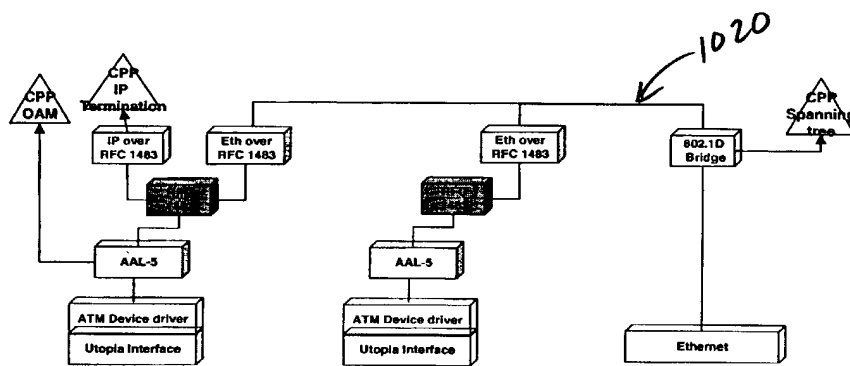 1020
CPP
OAM
CPP
IP
Termination
CPP
Spanning
tree
IP over
RFC 1483
Eth over
RFC 1483
Eth over
RFC 1483
802.1D
Bridge
AAL-5
AAL-5
ATM Device driver
Utopia Interface
ATM Device driver
Utopia Interface
Ethernet